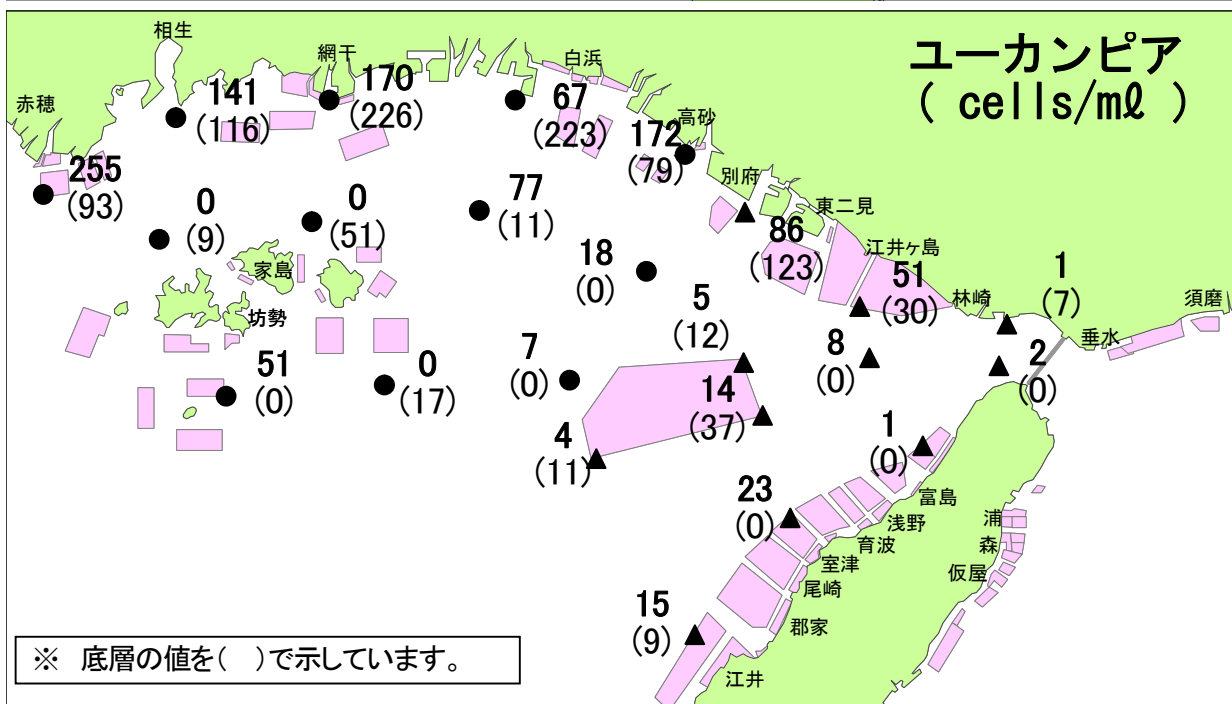 ユーカンピア
( cells/mℓ )
相生
網干
白浜
赤穂
高砂
別府
東二見
江井ヶ島
林崎
垂水
須磨
家島
坊勢
富島
浅野
育波
室津
尾崎
郡家
江井
浦
森
仮屋
141
(116)
170
(226)
67
(223)
172
(79)
255
(93)
0
(9)
0
(51)
77
(11)
18
(0)
86
(123)
51
(30)
1
(7)
5
(12)
8
(0)
2
(0)
51
(0)
0
(17)
7
(0)
14
(37)
4
(11)
1
(0)
23
(0)
15
(9)
※ 底層の値を( )で示しています。